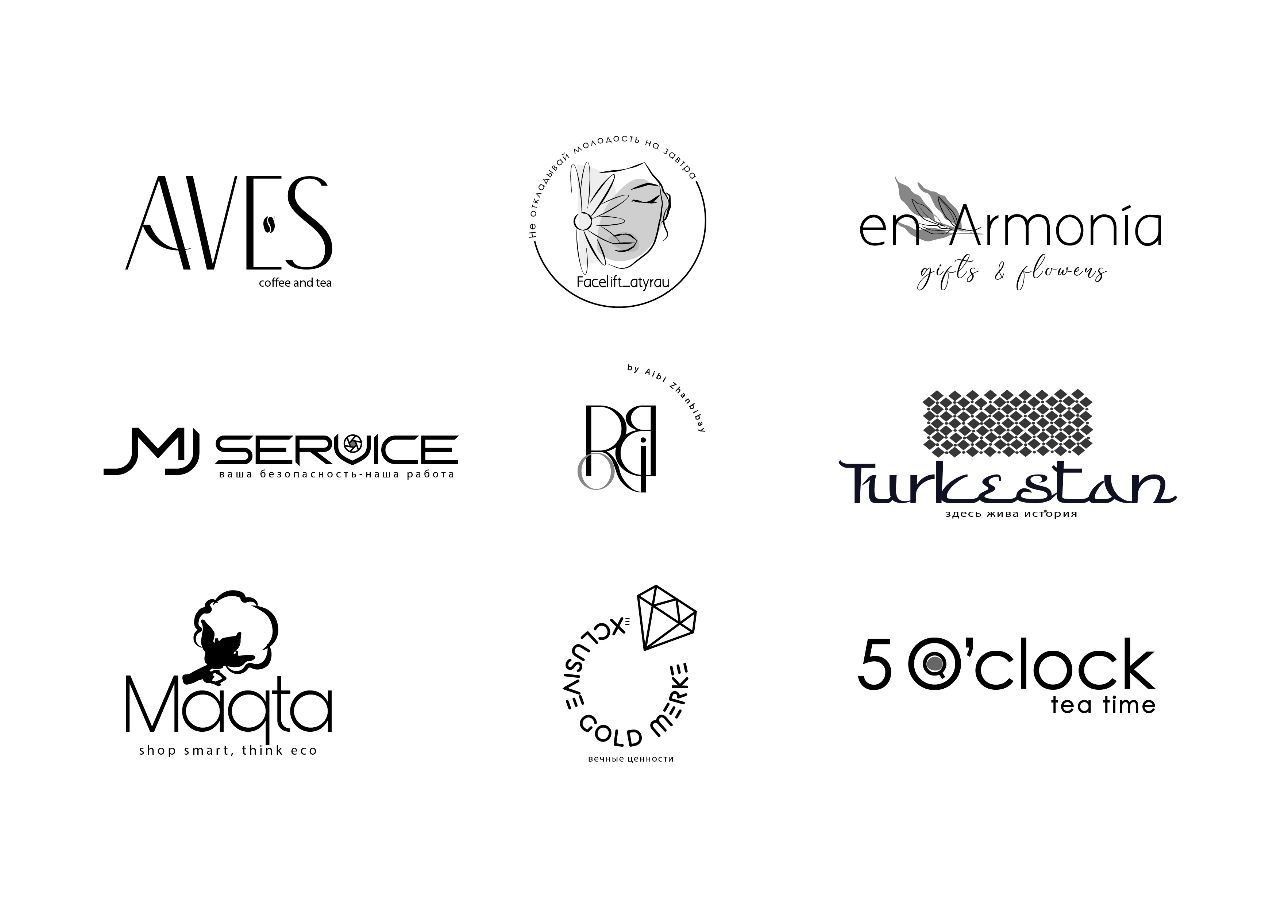 AVES
coffee and tea
Не откладывай молодость на завтра
Facelift_atyrau
en Armonía
gifts & flowers
MJ SERVICE
ваша безопасность-наша работа
by Aibi Zhanbibay
Turkestan
здесь жива история
Maqta
shop smart, think eco
EXCLUSIVE GOLD MERKE
вечные ценности
5 O'clock
tea time